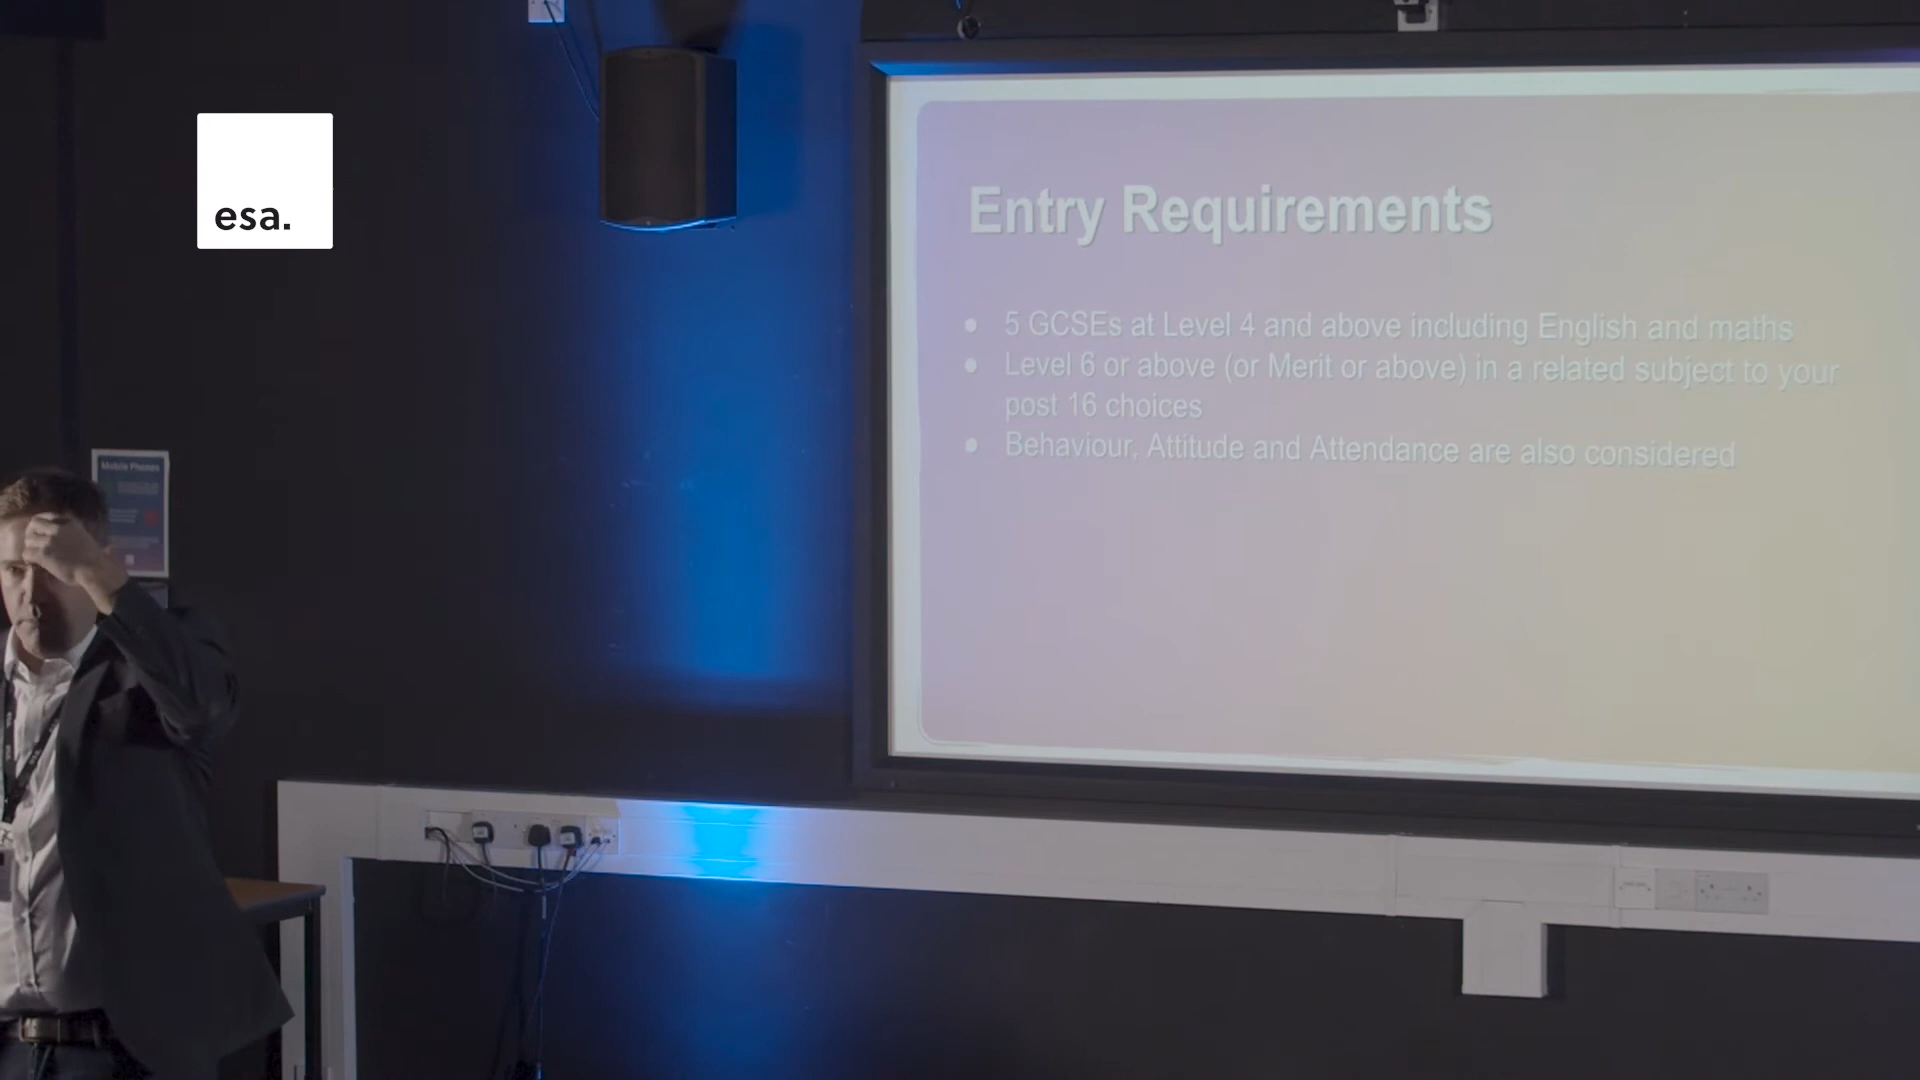 esa.
Entry Requirements
5 GCSEs at Level 4 and above including English and maths
Level 6 or above (or Merit or above) in a related subject to your
post 16 choices
Behaviour, Attitude and Attendance are also considered
Mobile Phones